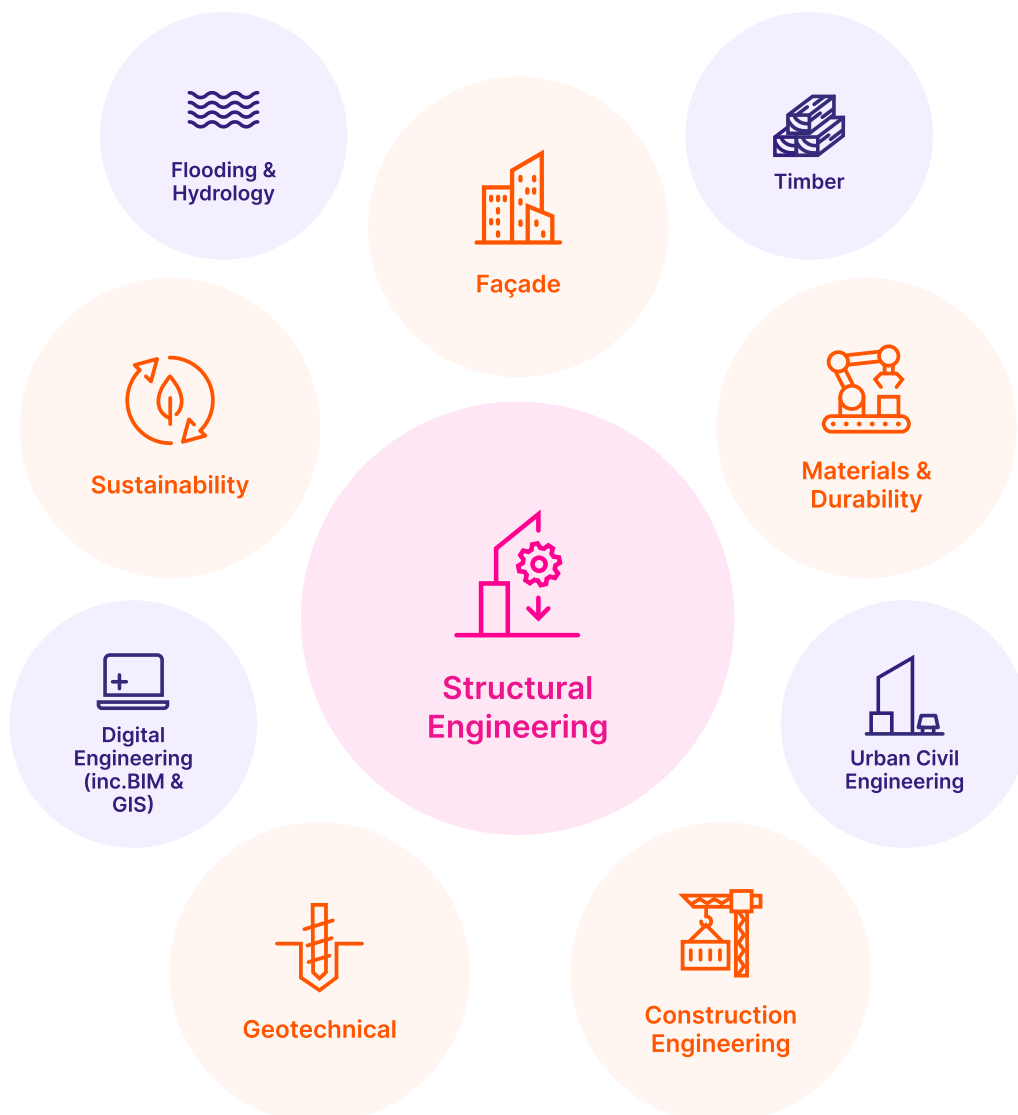 Flooding &
Hydrology
Timber
Façade
Sustainability
Materials &
Durability
Structural
Engineering
Digital
Engineering
(inc.BIM &
GIS)
Urban Civil
Engineering
Geotechnical
Construction
Engineering